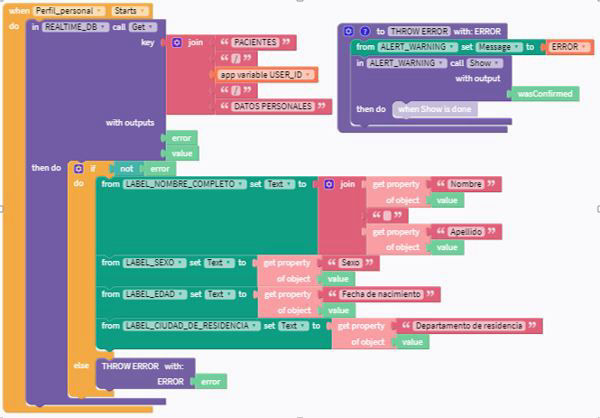 when Perfil_personal Starts
do in REALTIME_DB call Get
key join “ PACIENTES ”
“ / ”
app variable USER_ID
“ / ”
“ DATOS PERSONALES ”
with outputs
error
value
then do if not error
do from LABEL_NOMBRE_COMPLETO set Text to join get property “ Nombre ”
of object value
“ ”
get property “ Apellido ”
of object value
from LABEL_SEXO set Text to get property “ Sexo ”
of object value
from LABEL_EDAD set Text to get property “ Fecha de nacimiento ”
of object value
from LABEL_CIUDAD_DE_RESIDENCIA set Text to get property “ Departamento de residencia ”
of object value
else THROW ERROR with:
ERROR error
? to THROW ERROR with: ERROR
from ALERT_WARNING set Message to ERROR
in ALERT_WARNING call Show
with output
wasConfirmed
then do when Show is done